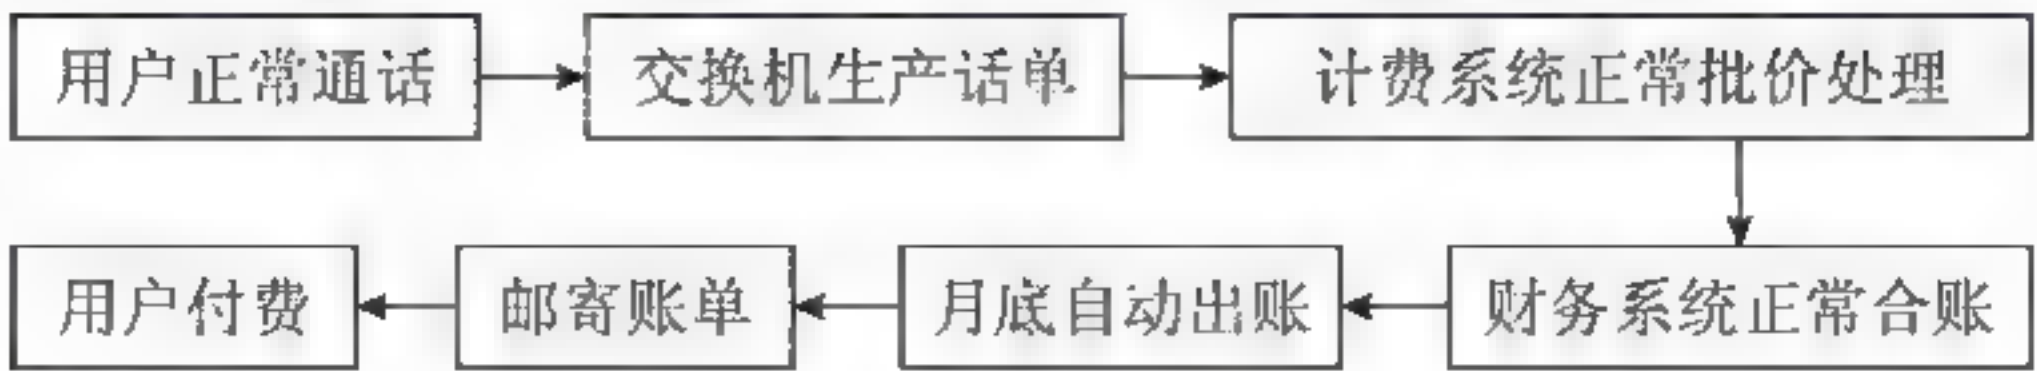 用户正常通话
交换机生产话单
计费系统正常批价处理
财务系统正常合账
月底自动出账
邮寄账单
用户付费